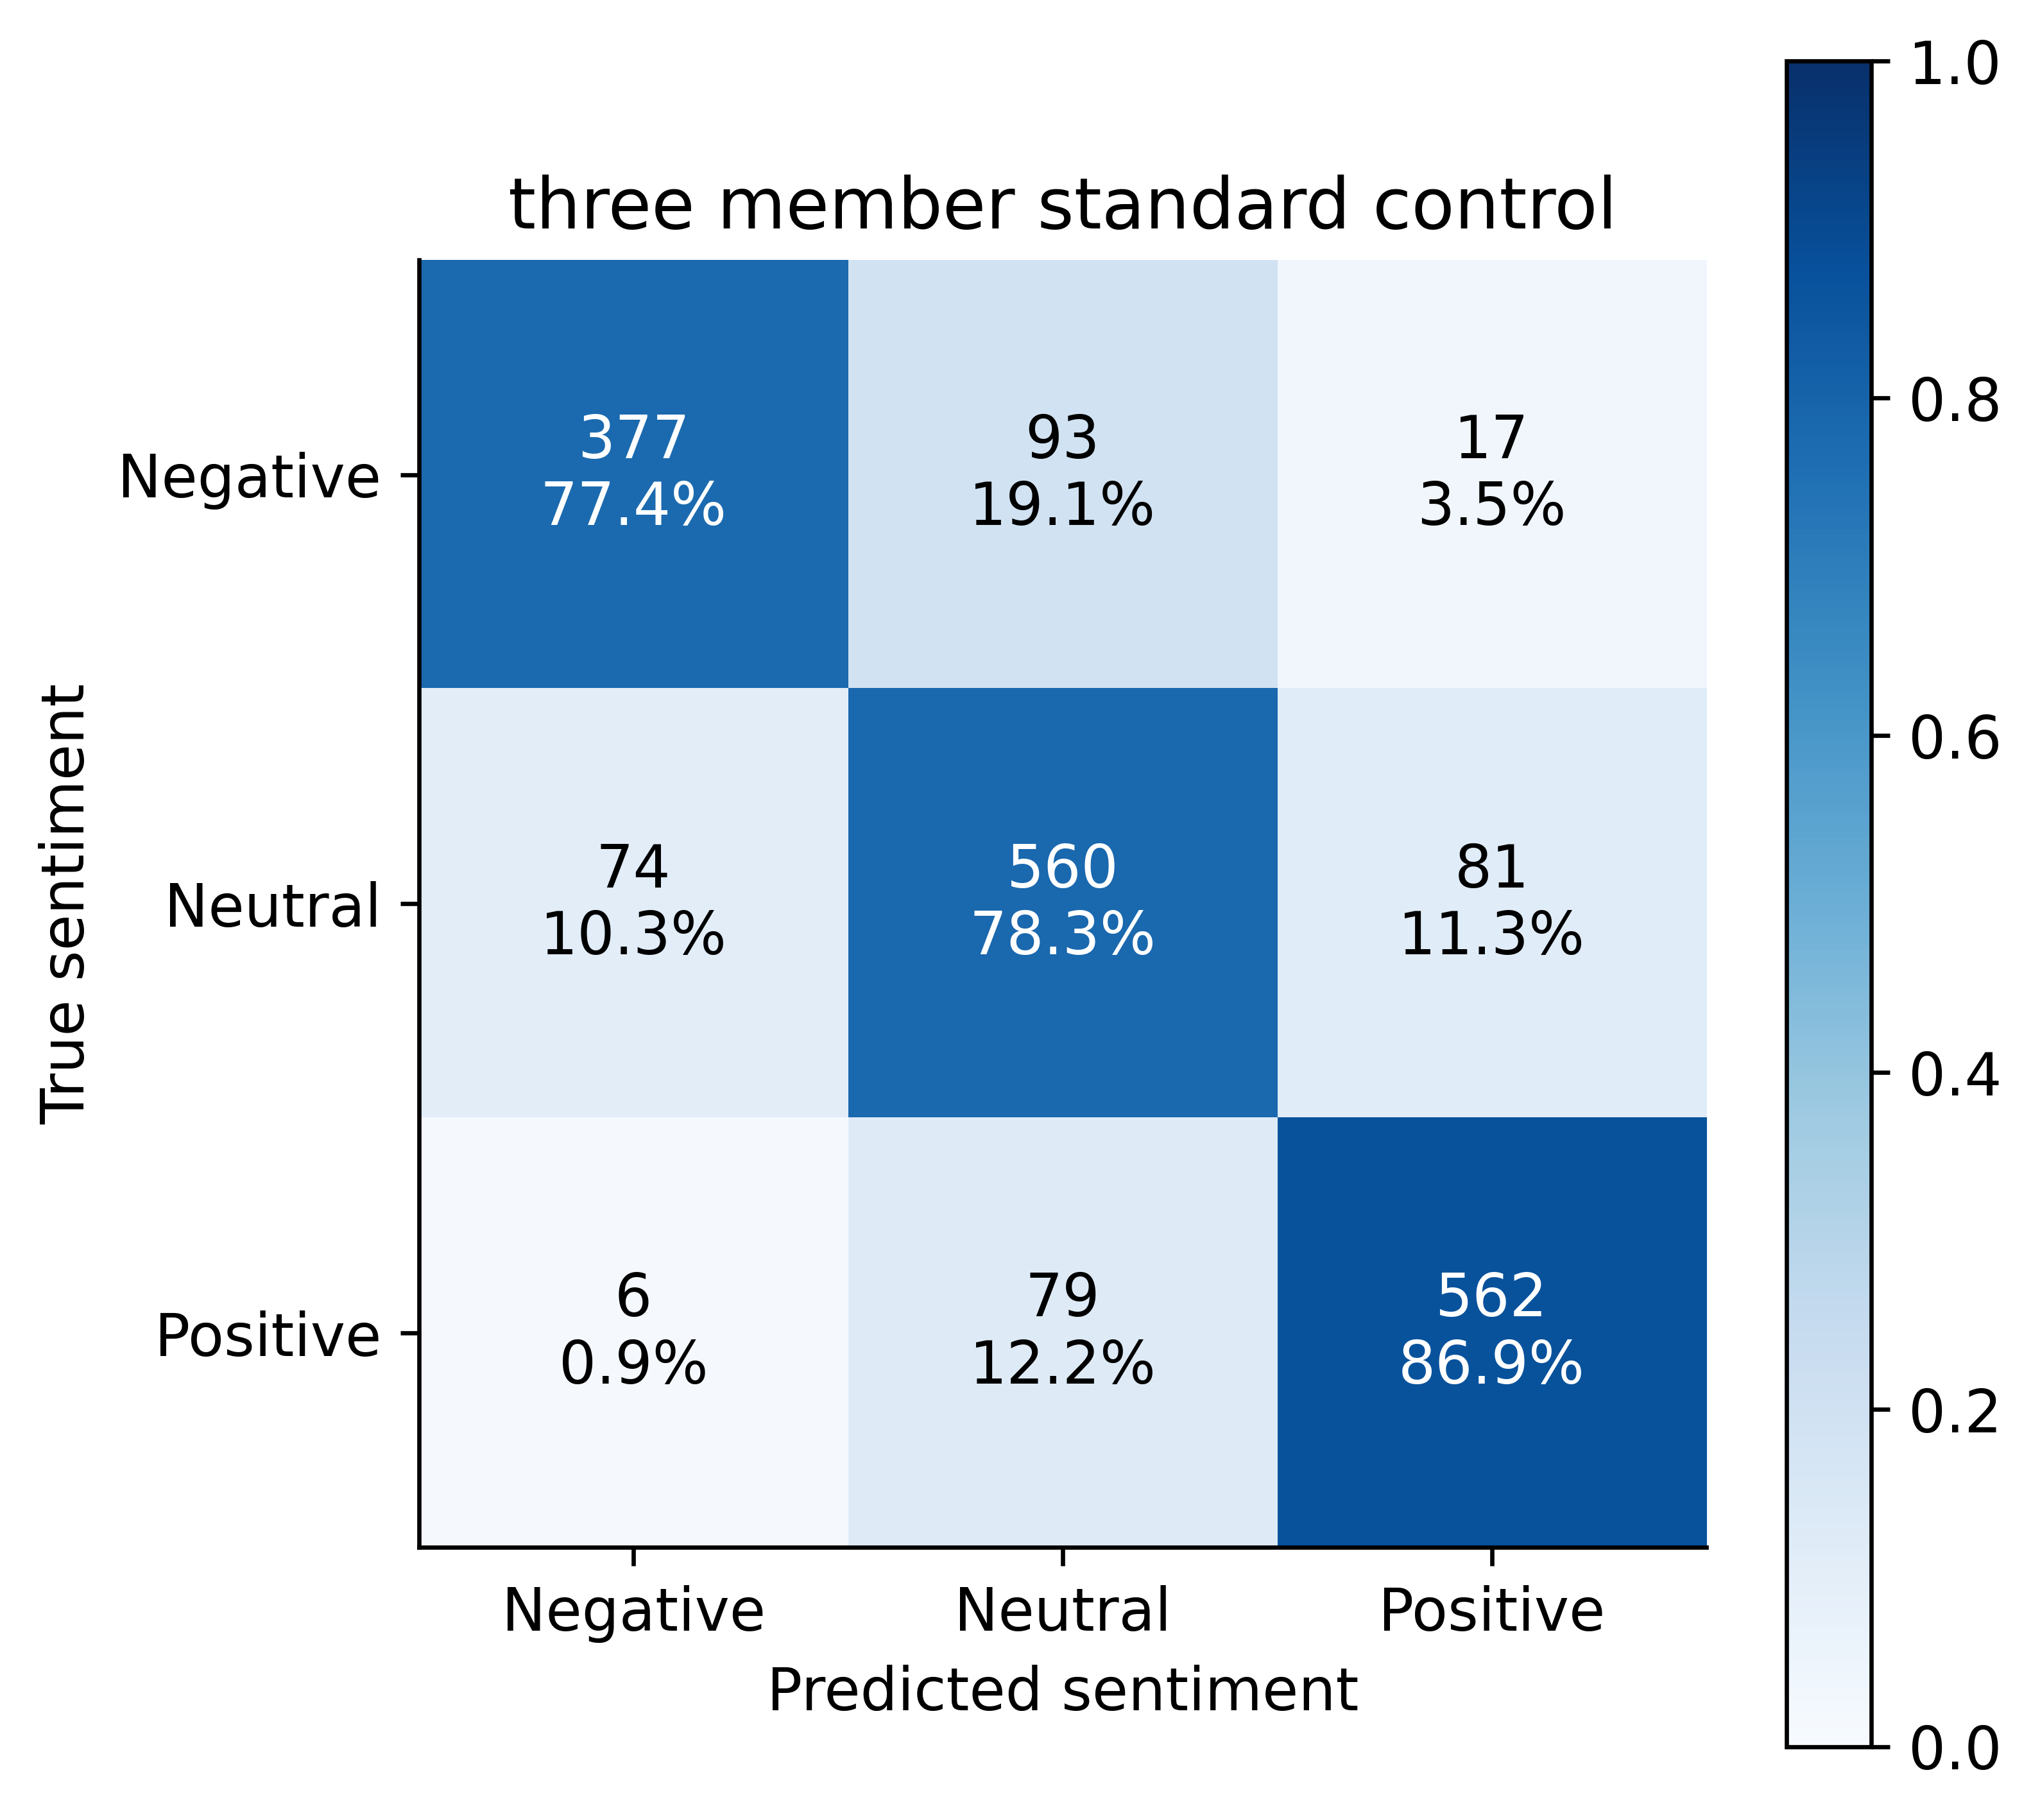 three member standard control
True sentiment
Negative
377
77.4%
93
19.1%
17
3.5%
Neutral
74
10.3%
560
78.3%
81
11.3%
Positive
6
0.9%
79
12.2%
562
86.9%
Negative
Neutral
Positive
Predicted sentiment
1.0
0.8
0.6
0.4
0.2
0.0